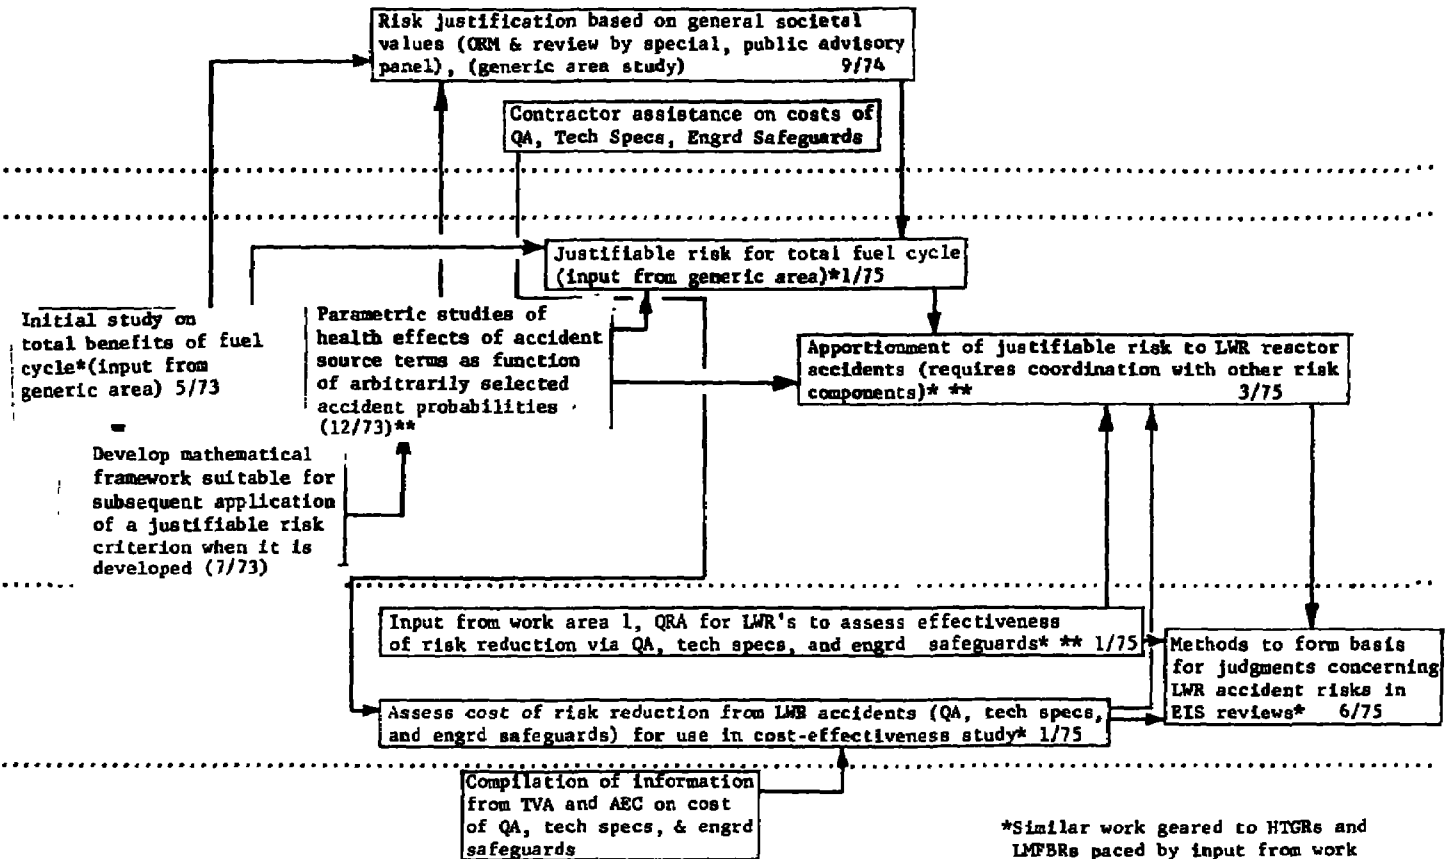 Risk justification based on general societal
values (ORM & review by special, public advisory
panel), (generic area study) 9/74
Contractor assistance on costs of
QA, Tech Specs, Engrd Safeguards
Justifiable risk for total fuel cycle
(input from generic area)*1/75
Initial study on
total benefits of fuel
cycle*(input from
generic area) 5/73
Parametric studies of
health effects of accident
source terms as function
of arbitrarily selected
accident probabilities
(12/73)**
Apportionment of justifiable risk to LWR reactor
accidents (requires coordination with other risk
components)* ** 3/75
Develop mathematical
framework suitable for
subsequent application
of a justifiable risk
criterion when it is
developed (7/73)
Input from work area 1, QRA for LWR's to assess effectiveness
of risk reduction via QA, tech specs, and engrd safeguards* ** 1/75
Methods to form basis
for judgments concerning
LWR accident risks in
EIS reviews* 6/75
Assess cost of risk reduction from LWR accidents (QA, tech specs,
and engrd safeguards) for use in cost-effectiveness study* 1/75
Compilation of information
from TVA and AEC on cost
of QA, tech specs, & engrd
safeguards
*Similar work geared to HTGRs and
LMFBRs paced by input from work